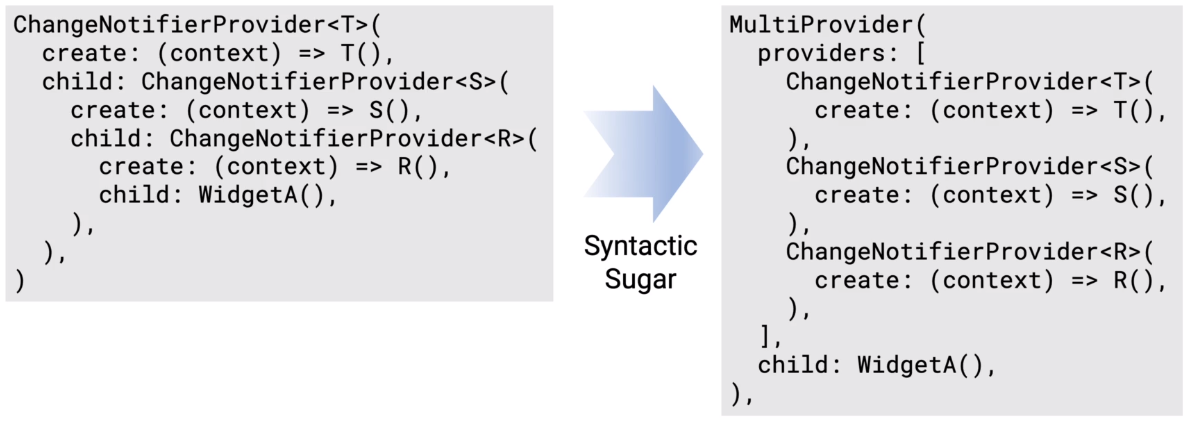 ChangeNotifierProvider<T>(
  create: (context) => T(),
  child: ChangeNotifierProvider<S>(
    create: (context) => S(),
    child: ChangeNotifierProvider<R>(
      create: (context) => R(),
      child: WidgetA(),
    ),
  ),
)
Syntactic
Sugar
MultiProvider(
  providers: [
    ChangeNotifierProvider<T>(
      create: (context) => T(),
    ),
    ChangeNotifierProvider<S>(
      create: (context) => S(),
    ),
    ChangeNotifierProvider<R>(
      create: (context) => R(),
    ),
  ],
  child: WidgetA(),
),